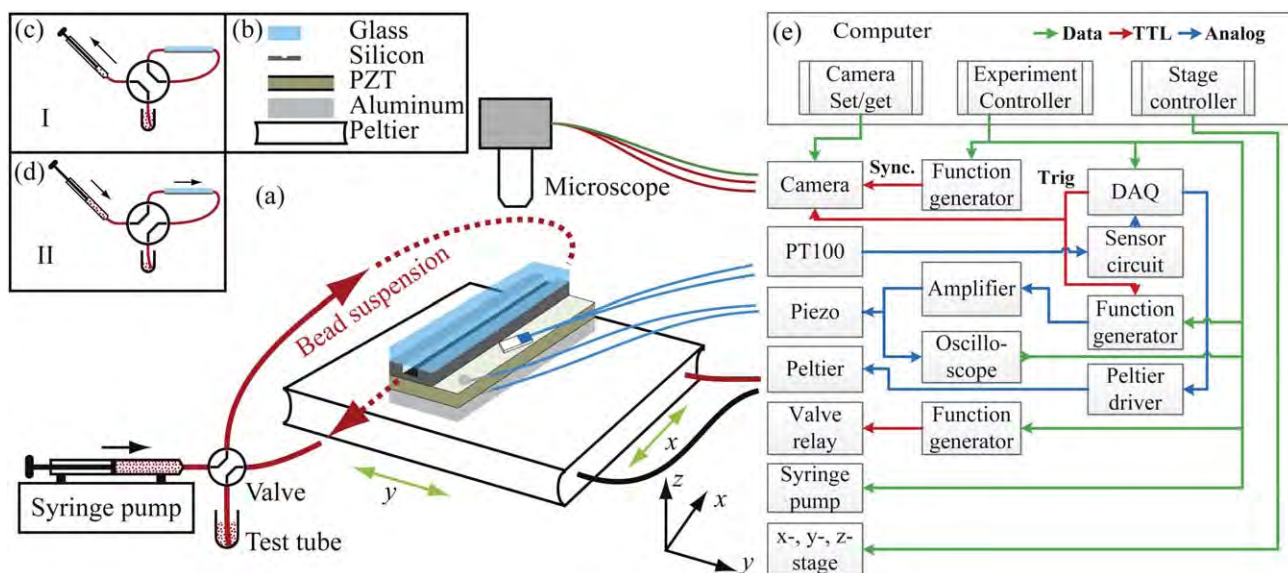 (c)
I
(d)
II
(b)
Glass
Silicon
PZT
Aluminum
Peltier
(a)
Microscope
Bead suspension
Syringe pump
Valve
Test tube
y
x
z
x
y
(e)
Computer
Data
TTL
Analog
Camera
Set/get
Experiment
Controller
Stage
controller
Camera
Sync.
Function
generator
Trig
DAQ
PT100
Sensor
circuit
Piezo
Amplifier
Function
generator
Oscillo-
scope
Peltier
Peltier
driver
Valve
relay
Function
generator
Syringe
pump
x-, y-, z-
stage